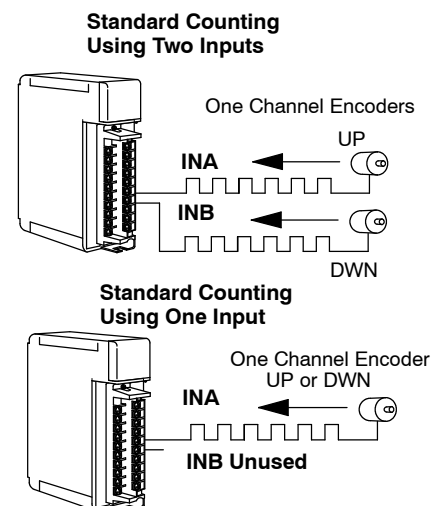 Standard Counting
Using Two Inputs
One Channel Encoders
UP
INA
INB
DWN
Standard Counting
Using One Input
One Channel Encoder
UP or DWN
INA
INB Unused